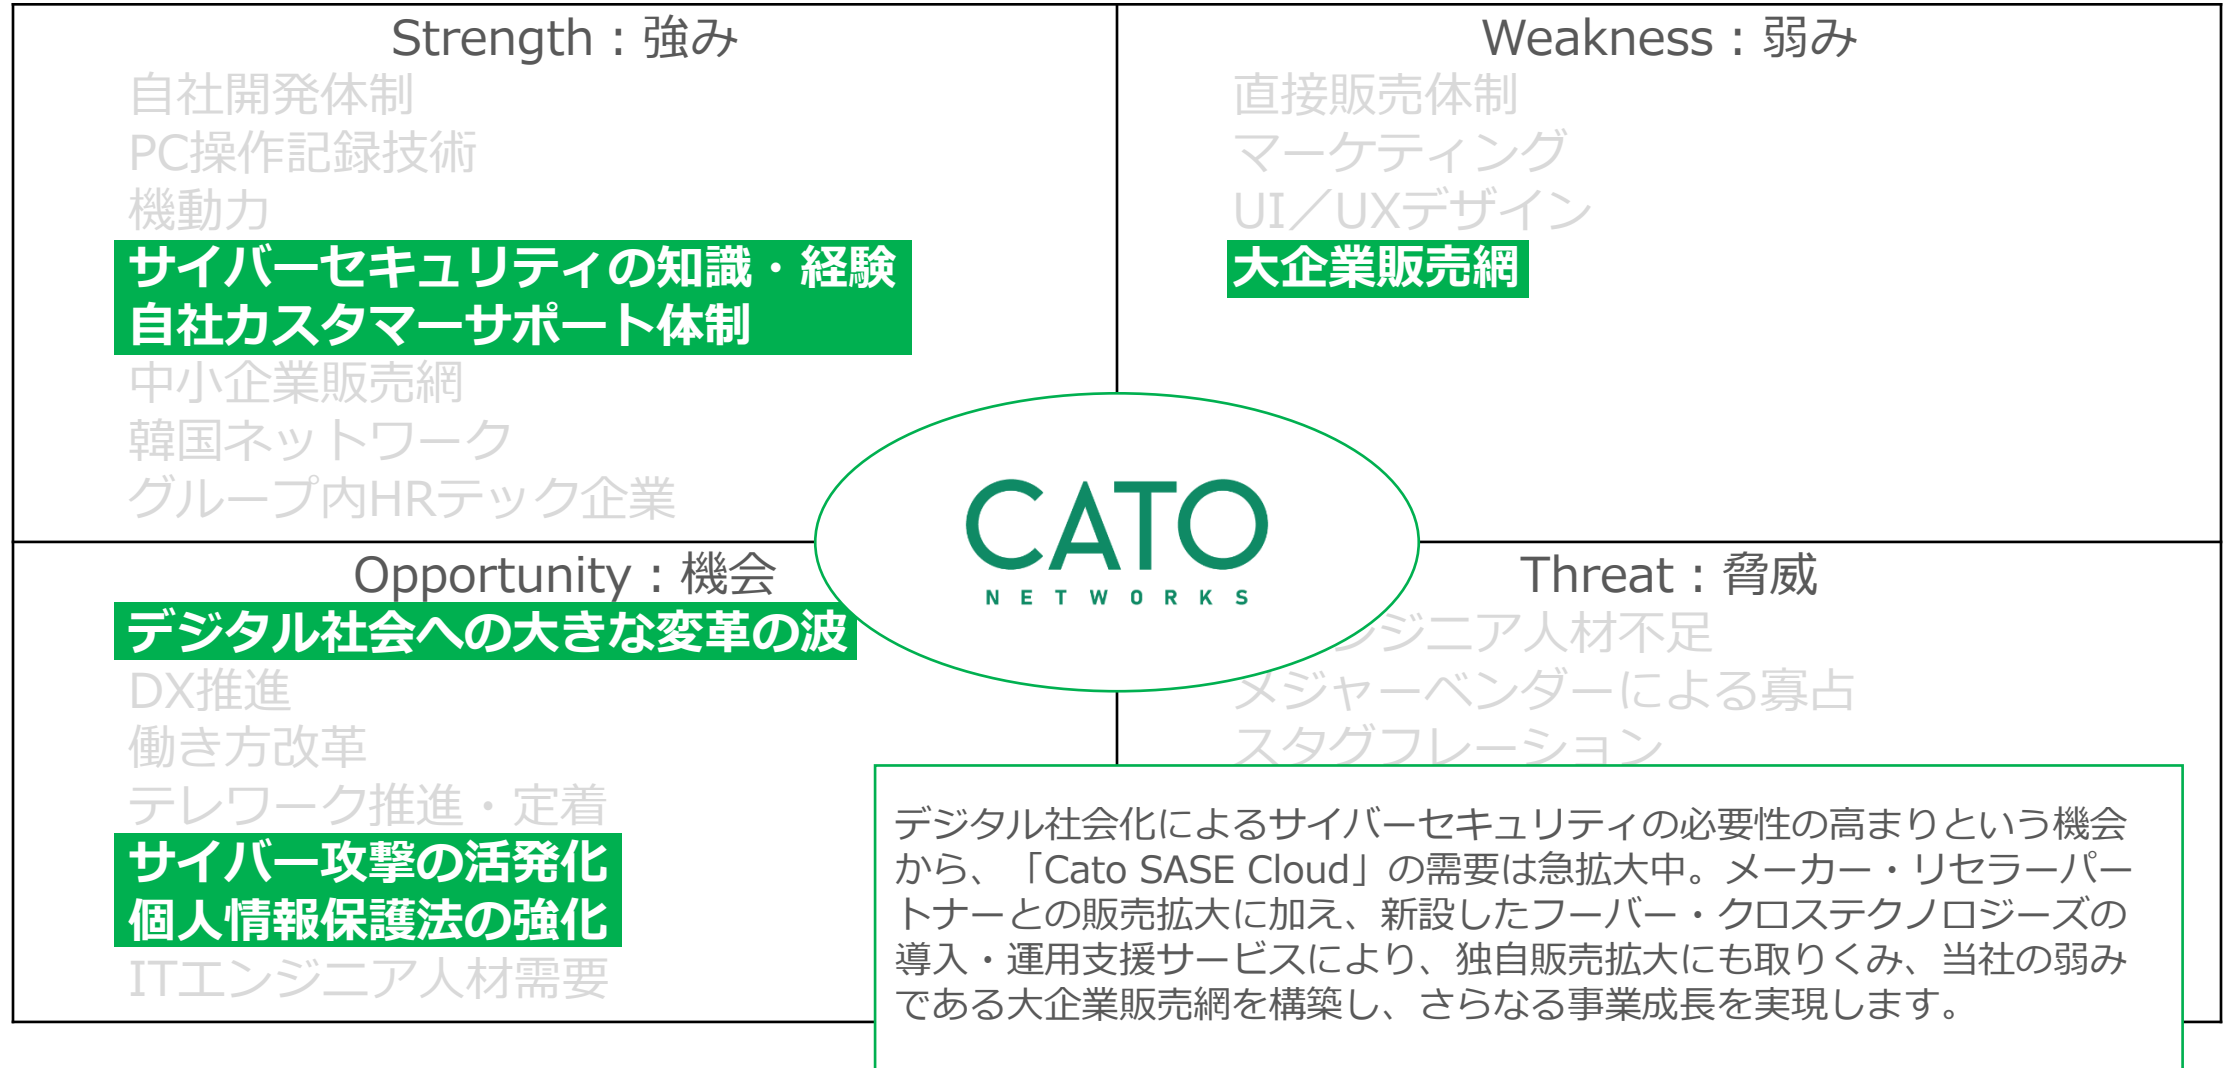 Strength：強み
自社開発体制
PC操作記録技術
機動力
サイバーセキュリティの知識・経験
自社カスタマーサポート体制
中小企業販売網
韓国ネットワーク
グループ内HRテック企業
Weakness：弱み
直接販売体制
マーケティング
UI／UXデザイン
大企業販売網
CATO
NETWORKS
Opportunity：機会
デジタル社会への大きな変革の波
DX推進
働き方改革
テレワーク推進・定着
サイバー攻撃の活発化
個人情報保護法の強化
ITエンジニア人材需要
Threat：脅威
ンジニア人材不足
メジャーベンダーによる寡占
スタグフレーション
デジタル社会化によるサイバーセキュリティの必要性の高まりという機会
から、「Cato SASE Cloud」の需要は急拡大中。メーカー・リセラーパー
トナーとの販売拡大に加え、新設したフーバー・クロステクノロジーズの
導入・運用支援サービスにより、独自販売拡大にも取りくみ、当社の弱み
である大企業販売網を構築し、さらなる事業成長を実現します。